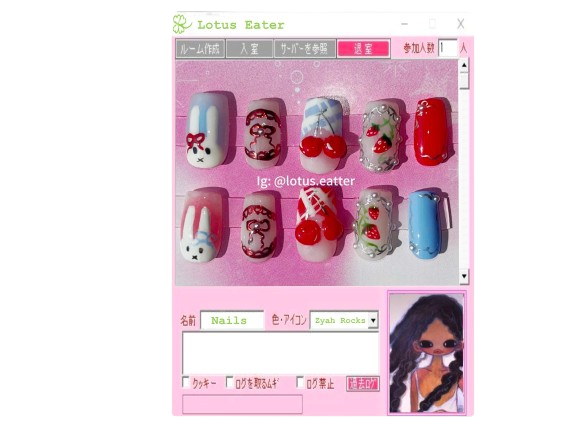 Lotus Eater
ルーム作成 入室 サーバーを参照 退室 参加人数 1 人
Ig: @lotus.eatter
名前 Nails 色・アイコン Zyah Rocks
クッキー ログを取るﾑｷﾞ ログ禁止 過去ログ